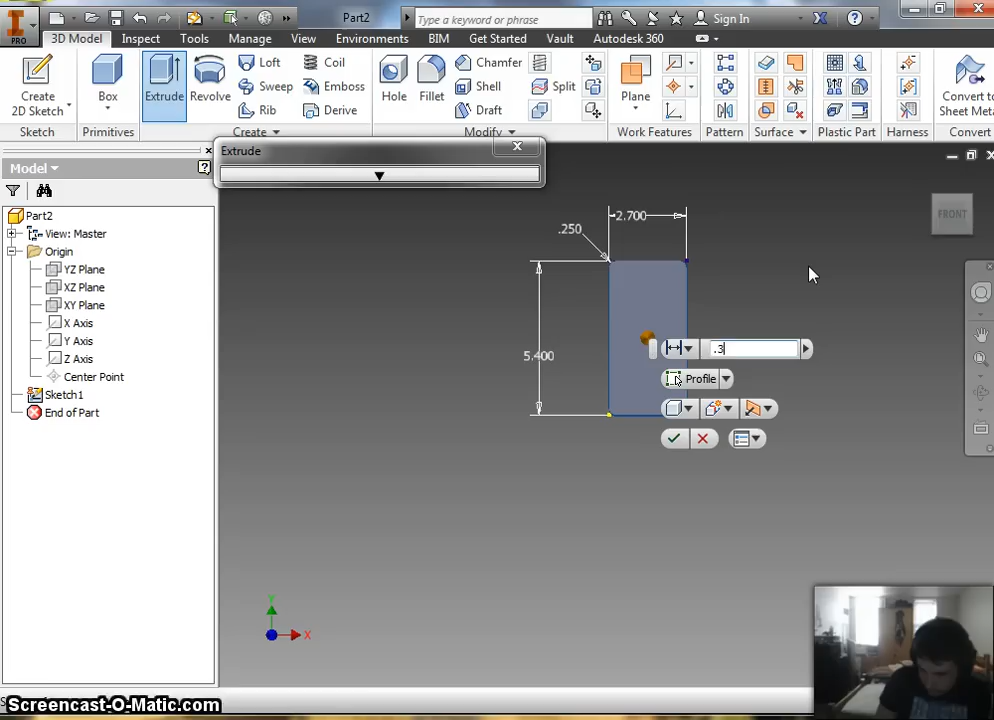 Part2
Type a keyword or phrase
Sign In
PRO
3D Model Inspect Tools Manage View Environments BIM Get Started Vault Autodesk 360
Create
2D Sketch
Box
Extrude
Revolve
Loft
Sweep
Rib
Coil
Emboss
Derive
Hole
Fillet
Chamfer
Shell
Draft
Split
Plane
Convert to
Sheet Meta
Sketch
Primitives
Create
Modify
Work Features
Pattern
Surface
Plastic Part
Harness
Convert
Model
Part2
View: Master
Origin
YZ Plane
XZ Plane
XY Plane
X Axis
Y Axis
Z Axis
Center Point
Sketch1
End of Part
Extrude
2.700
.250
5.400
.3
Profile
FRONT
Y
X
Screencast-O-Matic.com